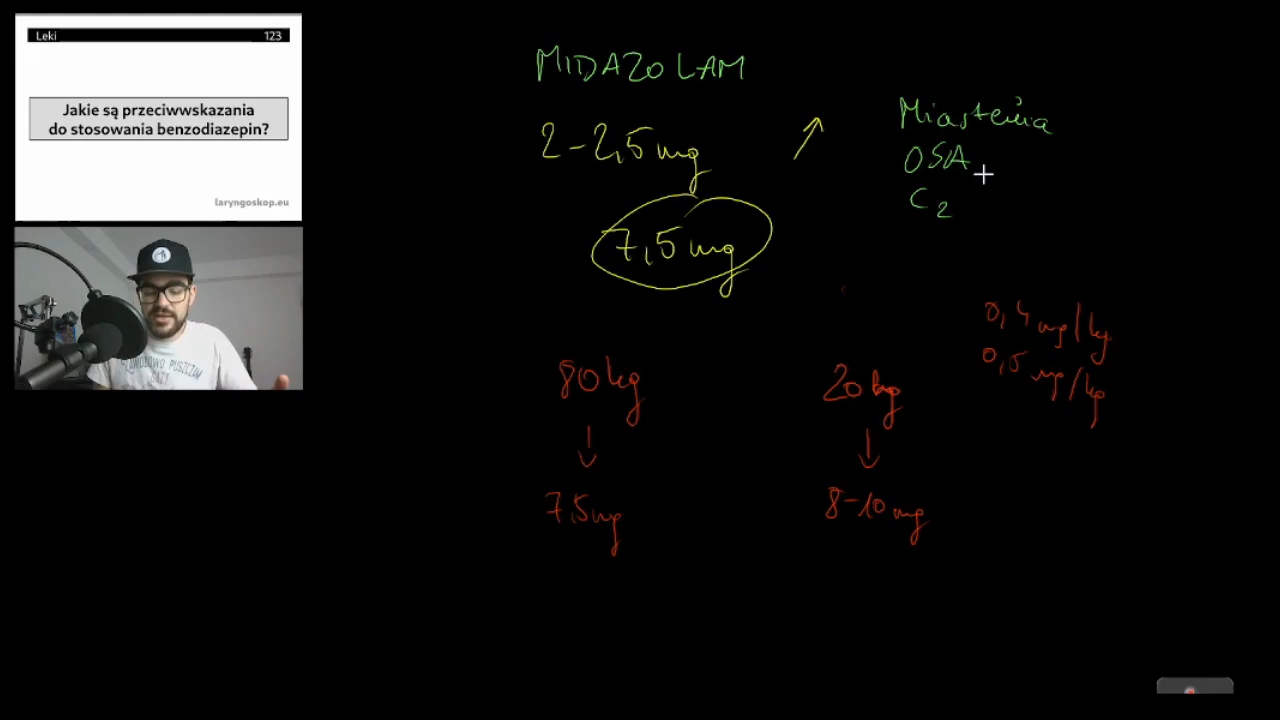 Leki 123
Jakie są przeciwwskazania
do stosowania benzodiazepin?
laryngoskop.eu
MIDAZOLAM
2-2,5 mg
7,5 mg
Miastenia
OSA
C2
0,4 mg/kg
0,5 mg/kg
80 kg
20 kg
7,5 mg
8-10 mg